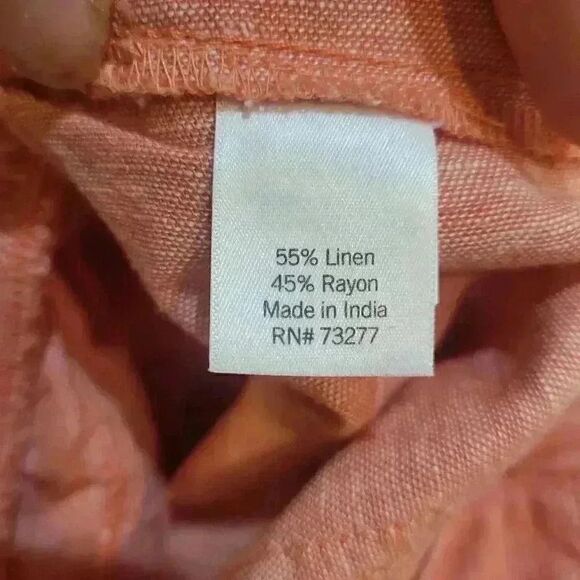 55% Linen
45% Rayon
Made in India
RN# 73277